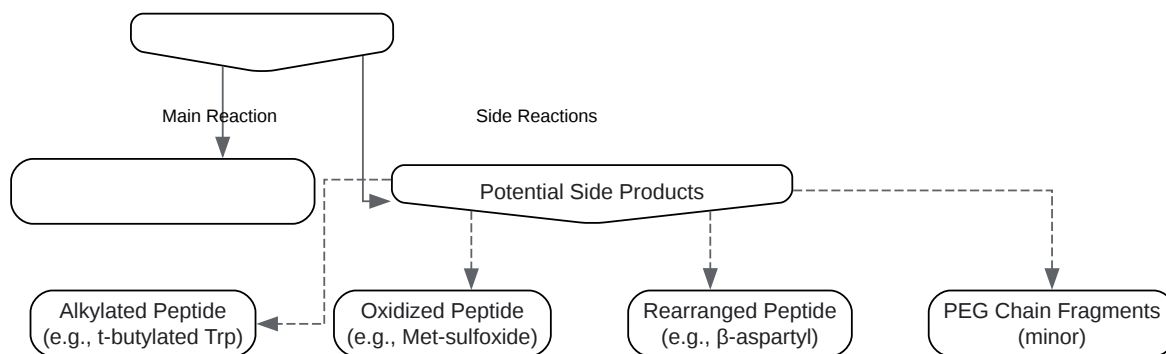 Main Reaction
Side Reactions
Potential Side Products
Alkylated Peptide
(e.g., t-butylated Trp)
Oxidized Peptide
(e.g., Met-sulfoxide)
Rearranged Peptide
(e.g., β-aspartyl)
PEG Chain Fragments
(minor)